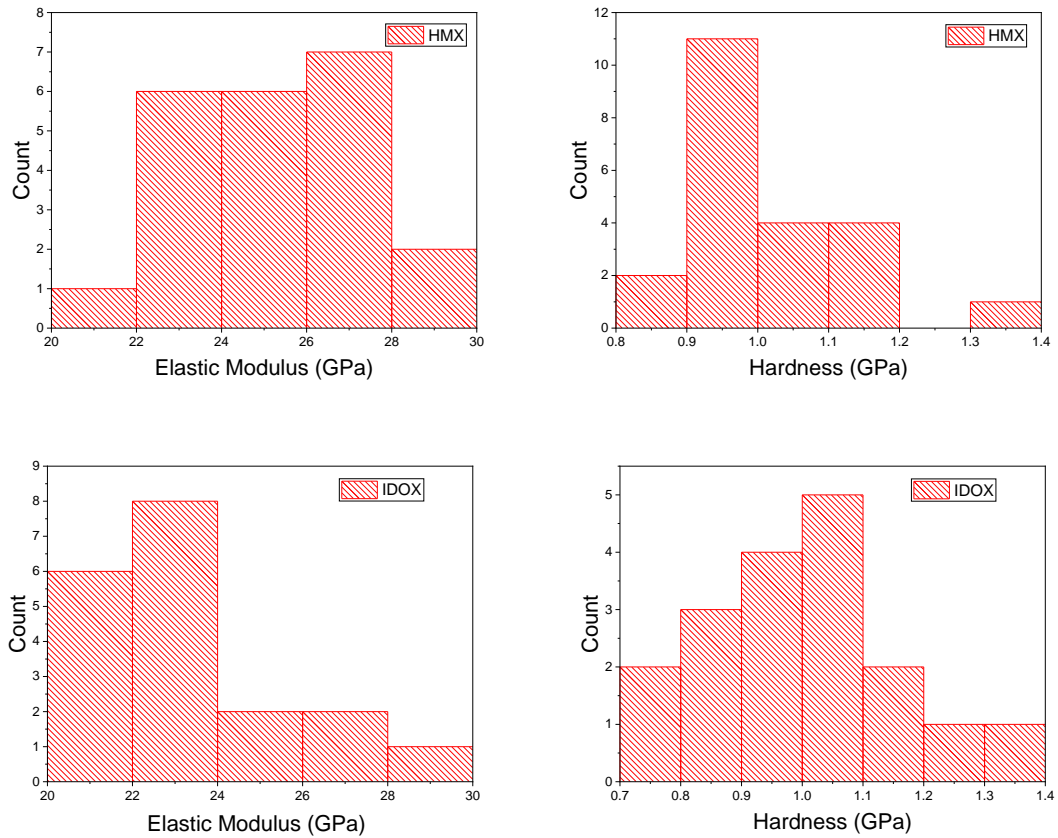 HMX
8
7
6
5
4
3
2
1
0
Count
20 22 24 26 28 30
Elastic Modulus (GPa)
HMX
12
10
8
6
4
2
0
Count
0.8 0.9 1.0 1.1 1.2 1.3 1.4
Hardness (GPa)
IDOX
9
8
7
6
5
4
3
2
1
0
Count
20 22 24 26 28 30
Elastic Modulus (GPa)
IDOX
5
4
3
2
1
0
Count
0.7 0.8 0.9 1.0 1.1 1.2 1.3 1.4
Hardness (GPa)